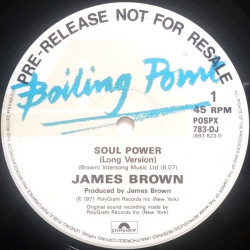 PRE-RELEASE NOT FOR RESALE
Boiling Point
1
45 RPM
POSPX
783-DJ
(883 823-1)
SOUL POWER
(Long Version)
(Brown) Intersong Music Ltd (8.07)
JAMES BROWN
Produced by James Brown
℗ 1971 PolyGram Records Inc (New York)
Original sound recording made by
PolyGram Records Inc (New York)
polydor